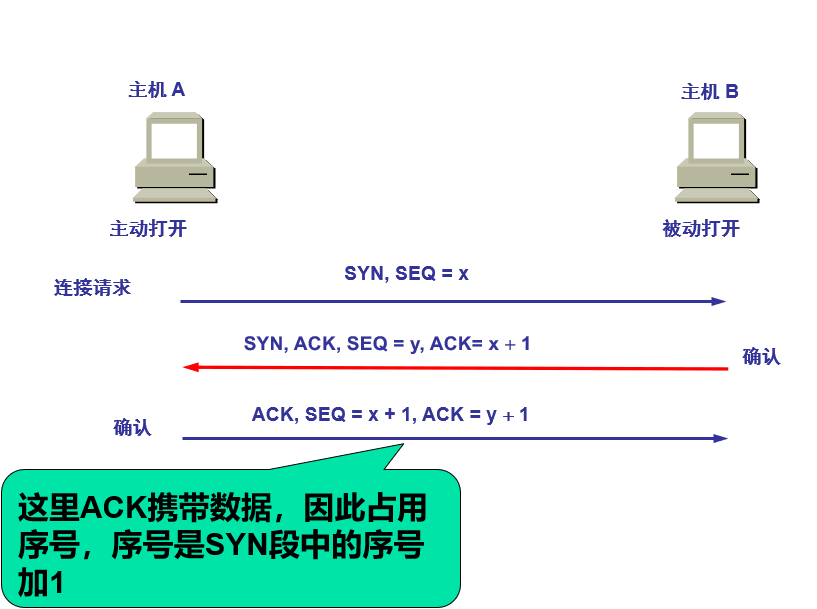 主机 A
主机 B
主动打开
被动打开
连接请求
SYN, SEQ = x
SYN, ACK, SEQ = y, ACK= x + 1
确认
确认
ACK, SEQ = x + 1, ACK = y + 1
这里ACK携带数据，因此占用
序号，序号是SYN段中的序号
加1